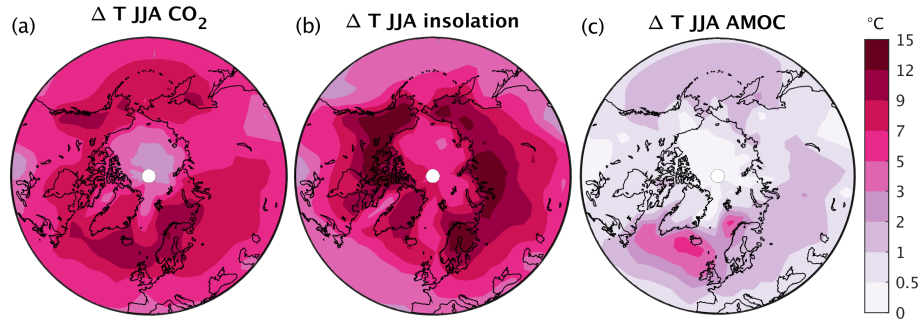 (a) Δ T JJA CO₂
(b) Δ T JJA insolation
(c) Δ T JJA AMOC
°C
15
12
9
7
5
3
2
1
0.5
0